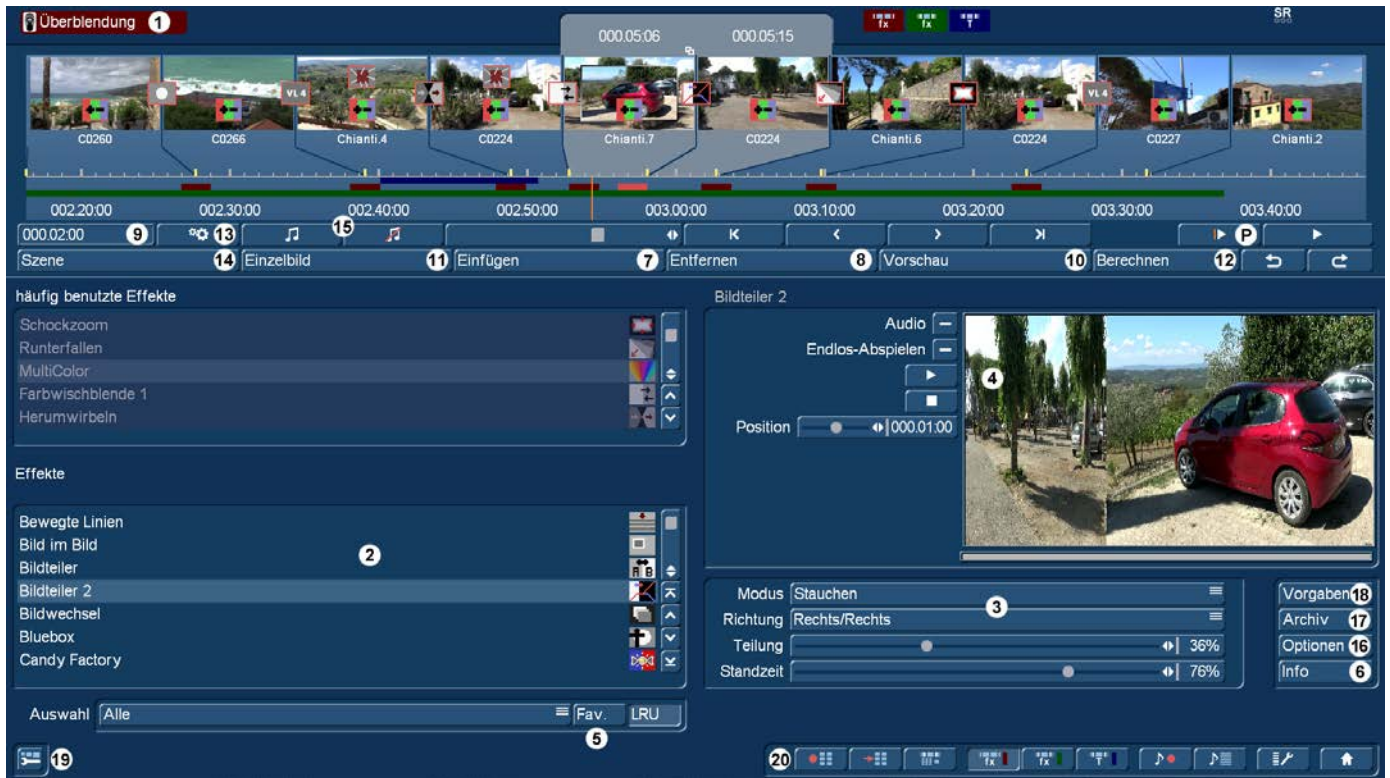 Überblendung 1
fx fx T
SR
000.05:06 000.05:15
VL 4 VL 4
C0260 C0266 Chianti.4 C0224 Chianti.7 C0224 Chianti.6 C0224 C0227 Chianti.2
002.20:00 002.30:00 002.40:00 002.50:00 003.00:00 003.10:00 003.20:00 003.30:00 003.40:00
000.02:00 9 13 15 P
Szene 14 Einzelbild 11 Einfügen 7 Entfernen 8 Vorschau 10 Berechnen 12
häufig benutzte Effekte
Schockzoom
Runterfallen
MultiColor
Farbwischblende 1
Herumwirbeln
Bildteiler 2
Audio
Endlos-Abspielen
4
Position 000.01:00
Effekte
Bewegte Linien
Bild im Bild
2
Bildteiler A B
Bildteiler 2
Bildwechsel
Bluebox
Candy Factory
Modus Stauchen
3
Richtung Rechts/Rechts
Teilung 36%
Standzeit 76%
Vorgaben 18
Archiv 17
Optionen 16
Info 6
Auswahl Alle Fav. LRU
5
19
20 fx fx T